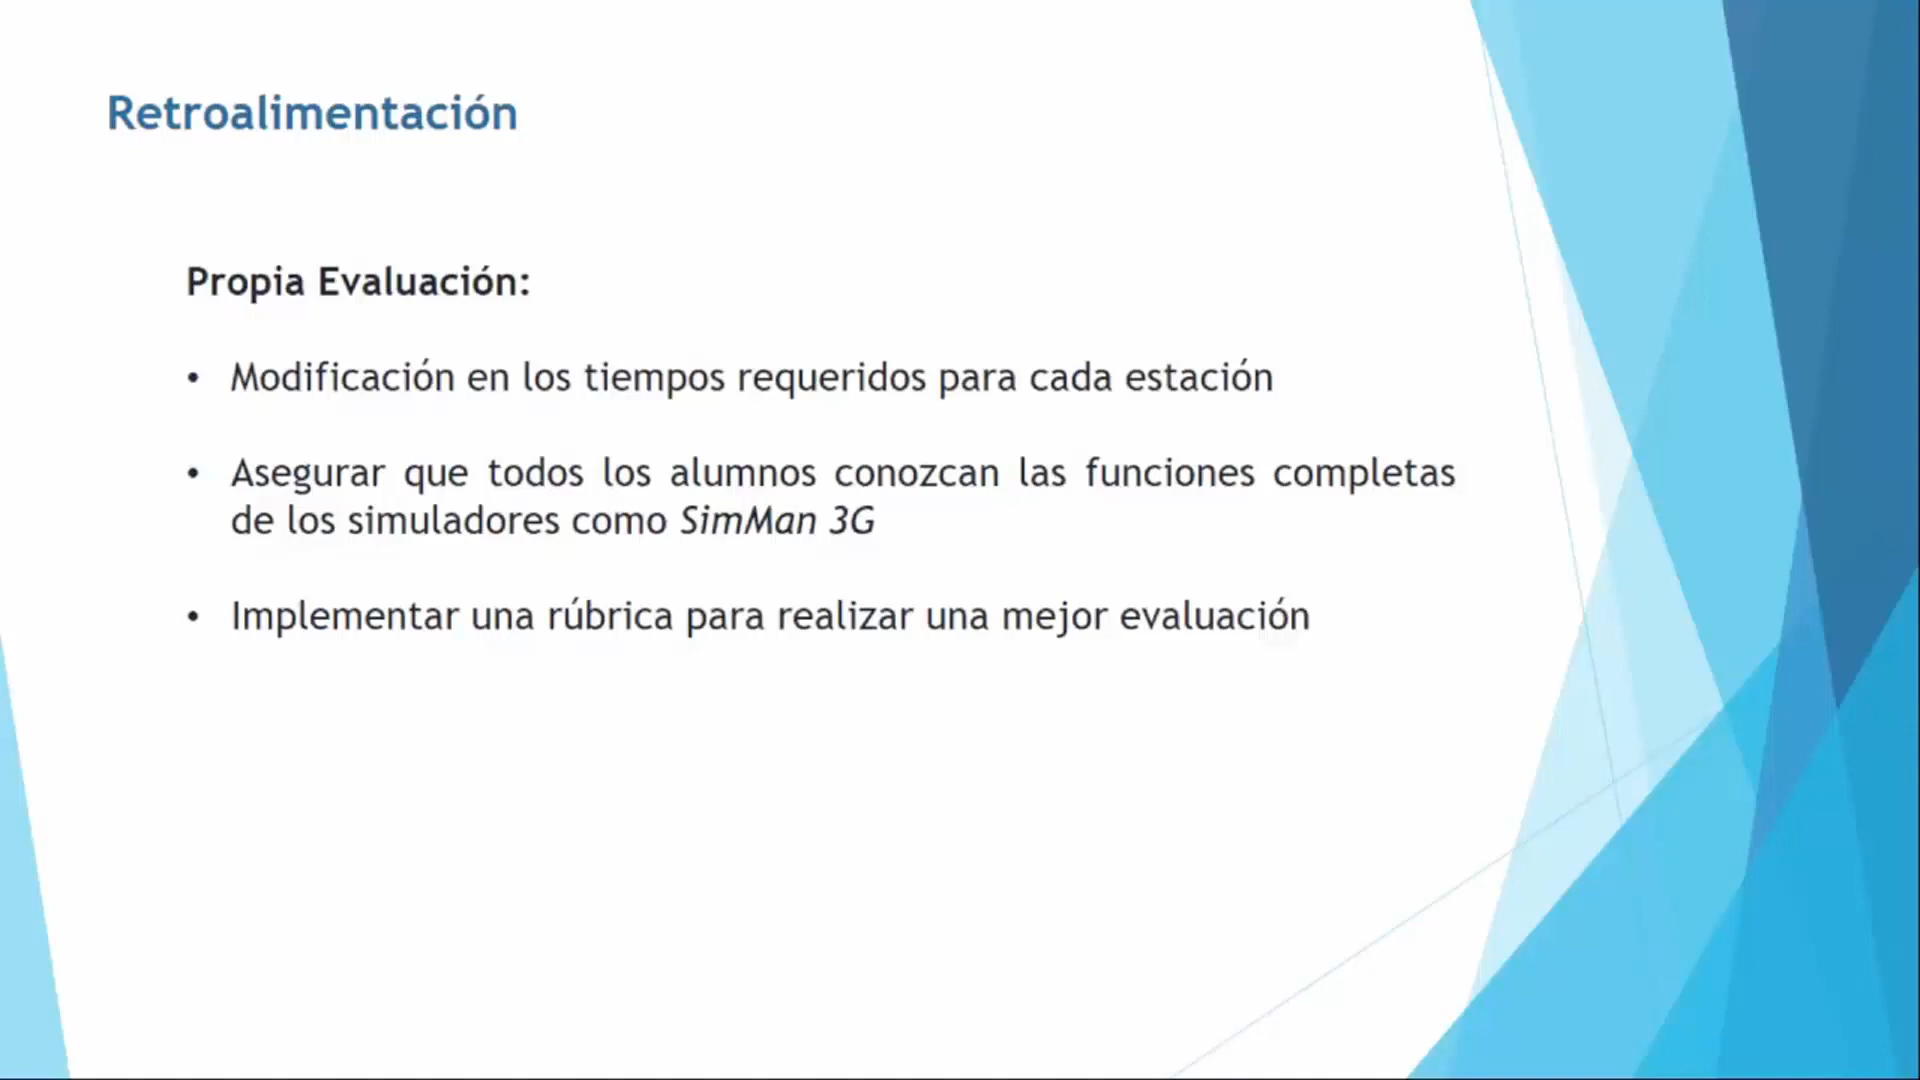 Retroalimentación
Propia Evaluación:
• Modificación en los tiempos requeridos para cada estación
• Asegurar que todos los alumnos conozcan las funciones completas
de los simuladores como SimMan 3G
• Implementar una rúbrica para realizar una mejor evaluación